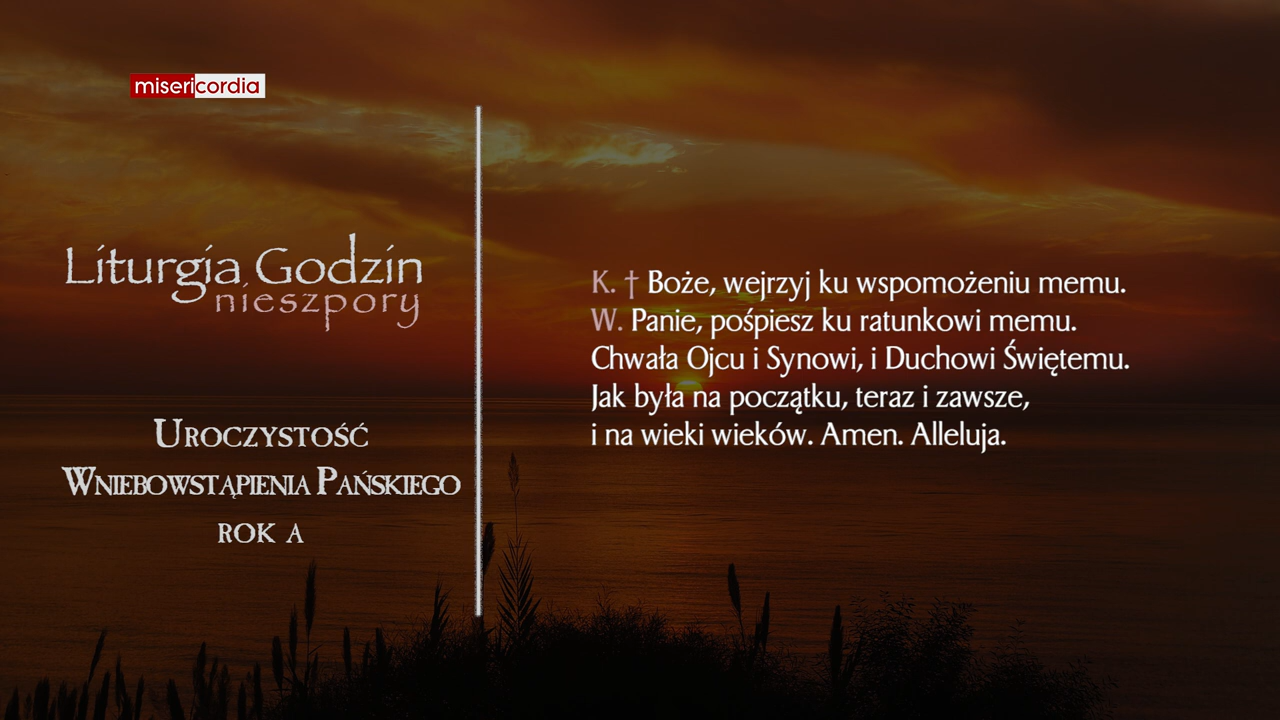 misericordia
Liturgia Godzin
nieszpory
Uroczystość
Wniebowstąpienia Pańskiego
rok a
K. † Boże, wejrzyj ku wspomożeniu memu.
W. Panie, pośpiesz ku ratunkowi memu.
Chwała Ojcu i Synowi, i Duchowi Świętemu.
Jak była na początku, teraz i zawsze,
i na wieki wieków. Amen. Alleluja.